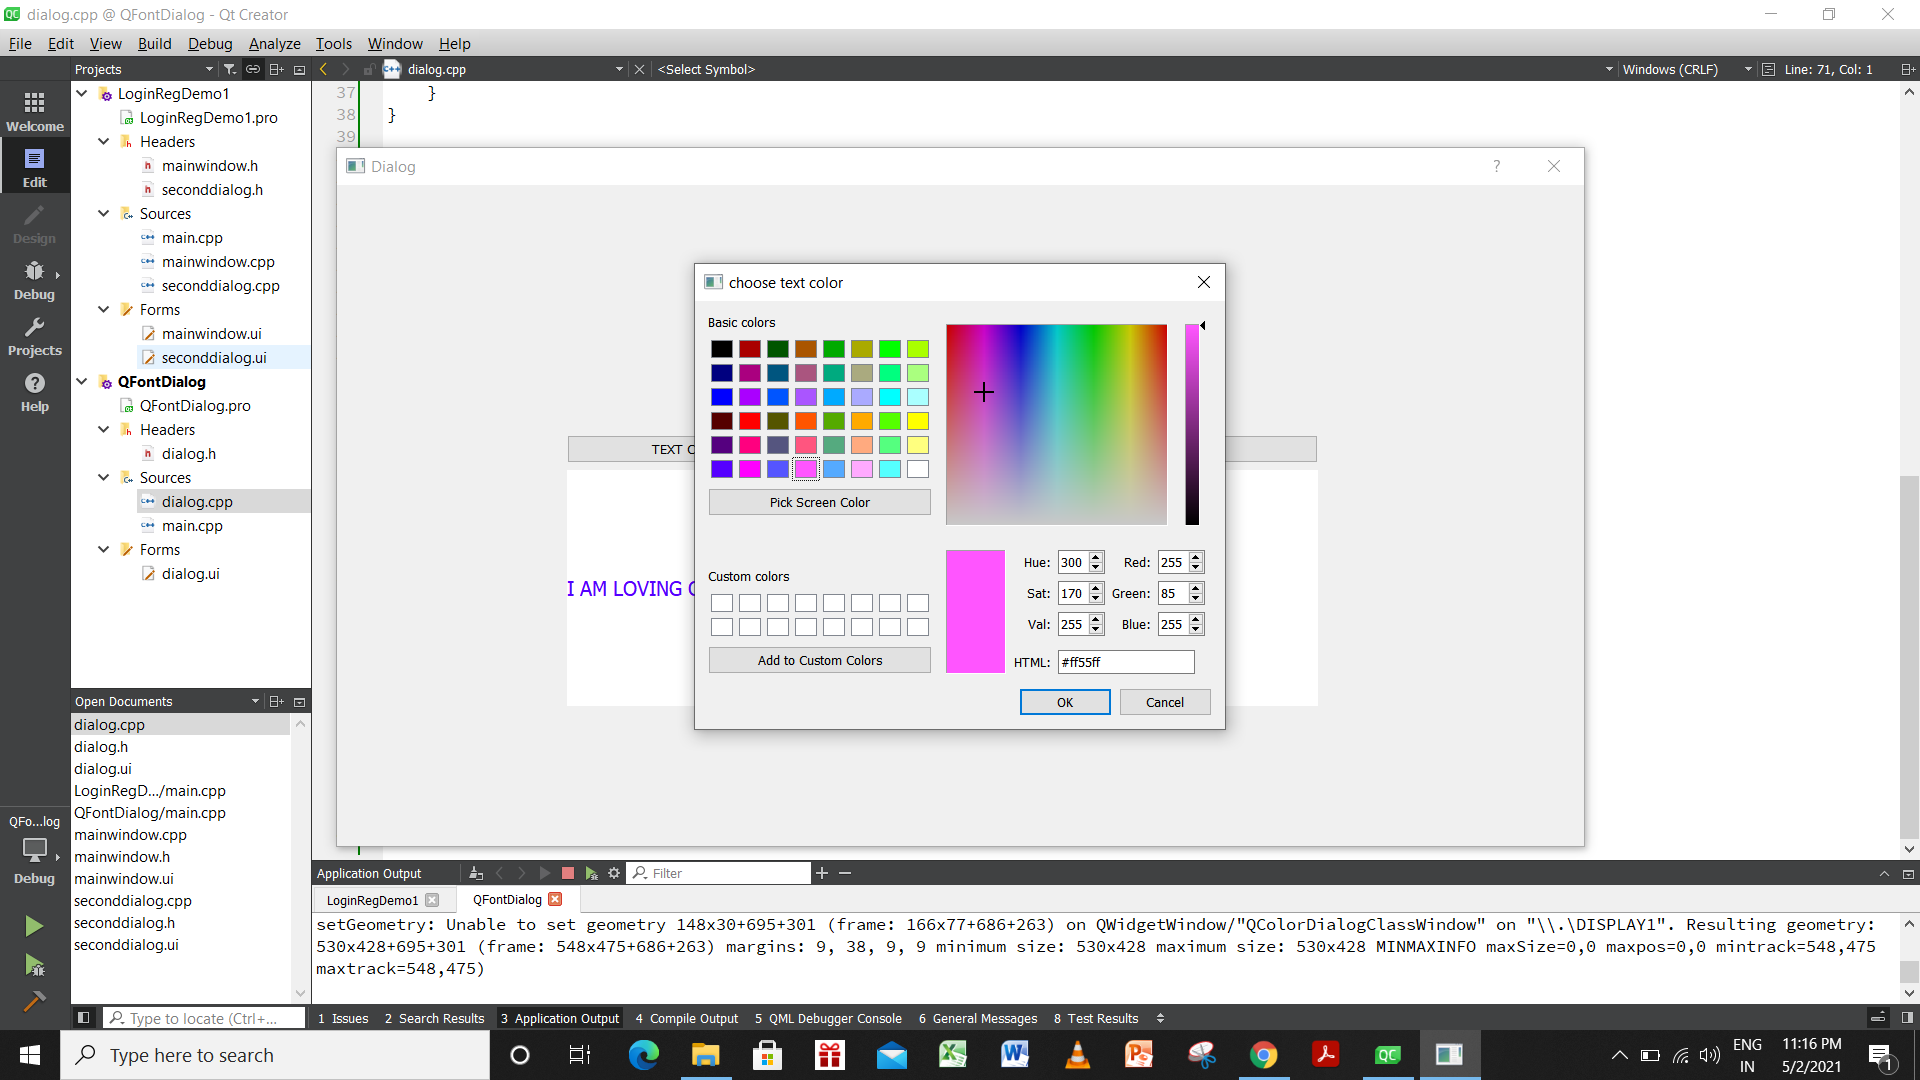 dialog.cpp @ QFontDialog - Qt Creator
File Edit View Build Debug Analyze Tools Window Help
Projects
dialog.cpp
<Select Symbol>
Windows (CRLF)
Line: 71, Col: 1
Welcome
Edit
Design
Debug
Projects
Help
LoginRegDemo1
LoginRegDemo1.pro
Headers
mainwindow.h
seconddialog.h
Sources
main.cpp
mainwindow.cpp
seconddialog.cpp
Forms
mainwindow.ui
seconddialog.ui
QFontDialog
QFontDialog.pro
Headers
dialog.h
Sources
dialog.cpp
main.cpp
Forms
dialog.ui
37 }
38 }
39
Dialog
?
TEXT C
I AM LOVING
choose text color
Basic colors
Pick Screen Color
Custom colors
Add to Custom Colors
Hue: 300 Red: 255
Sat: 170 Green: 85
Val: 255 Blue: 255
HTML: #ff55ff
OK Cancel
Open Documents
dialog.cpp
dialog.h
dialog.ui
LoginRegD.../main.cpp
QFontDialog/main.cpp
mainwindow.cpp
mainwindow.h
mainwindow.ui
seconddialog.cpp
seconddialog.h
seconddialog.ui
QFo...log
Debug
Application Output
Filter
LoginRegDemo1 QFontDialog
setGeometry: Unable to set geometry 148x30+695+301 (frame: 166x77+686+263) on QWidgetWindow/"QColorDialogClassWindow" on "\\.\DISPLAY1". Resulting geometry:
530x428+695+301 (frame: 548x475+686+263) margins: 9, 38, 9, 9 minimum size: 530x428 maximum size: 530x428 MINMAXINFO maxSize=0,0 maxpos=0,0 mintrack=548,475
maxtrack=548,475)
Type to locate (Ctrl+...
1 Issues 2 Search Results 3 Application Output 4 Compile Output 5 QML Debugger Console 6 General Messages 8 Test Results
Type here to search
ENG
IN
11:16 PM
5/2/2021
1